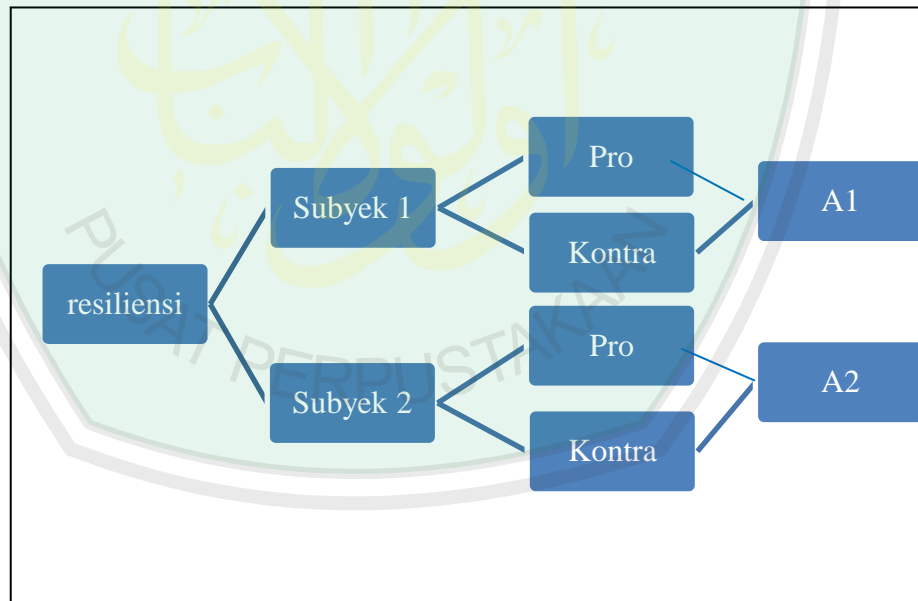 resiliensi
Subyek 1
Pro
Kontra
A1
Subyek 2
Pro
Kontra
A2
PUSAT PERPUSTAKAAN